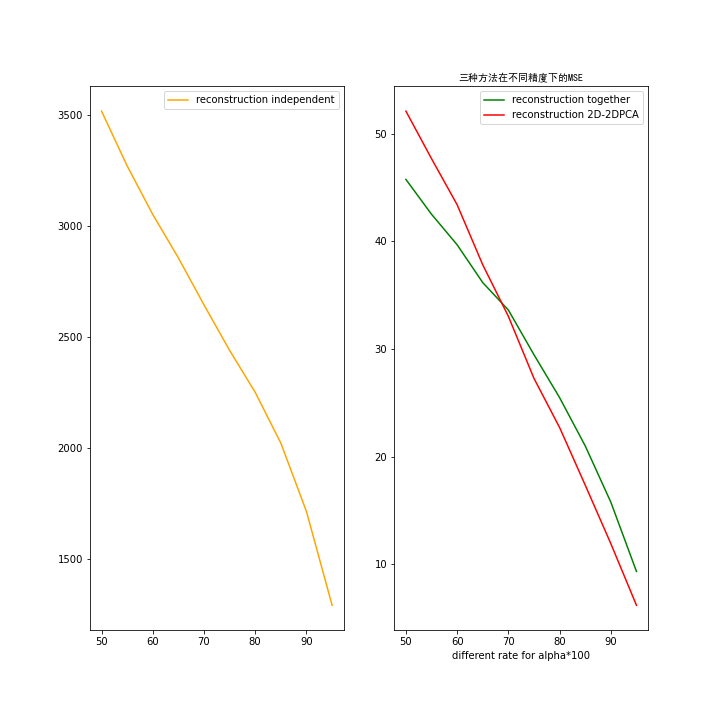 reconstruction independent
3500
3000
2500
2000
1500
50 60 70 80 90
三种方法在不同精度下的MSE
reconstruction together
reconstruction 2D-2DPCA
50
40
30
20
10
50 60 70 80 90
different rate for alpha*100